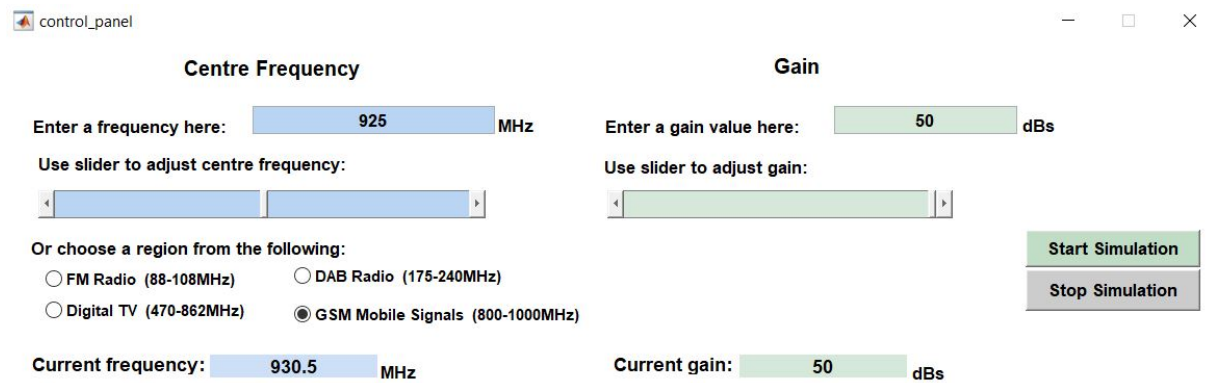 control_panel
Centre Frequency
Gain
Enter a frequency here: 925 MHz
Enter a gain value here: 50 dBs
Use slider to adjust centre frequency:
Use slider to adjust gain:
Or choose a region from the following:
FM Radio (88-108MHz)
DAB Radio (175-240MHz)
Digital TV (470-862MHz)
GSM Mobile Signals (800-1000MHz)
Start Simulation
Stop Simulation
Current frequency: 930.5 MHz
Current gain: 50 dBs